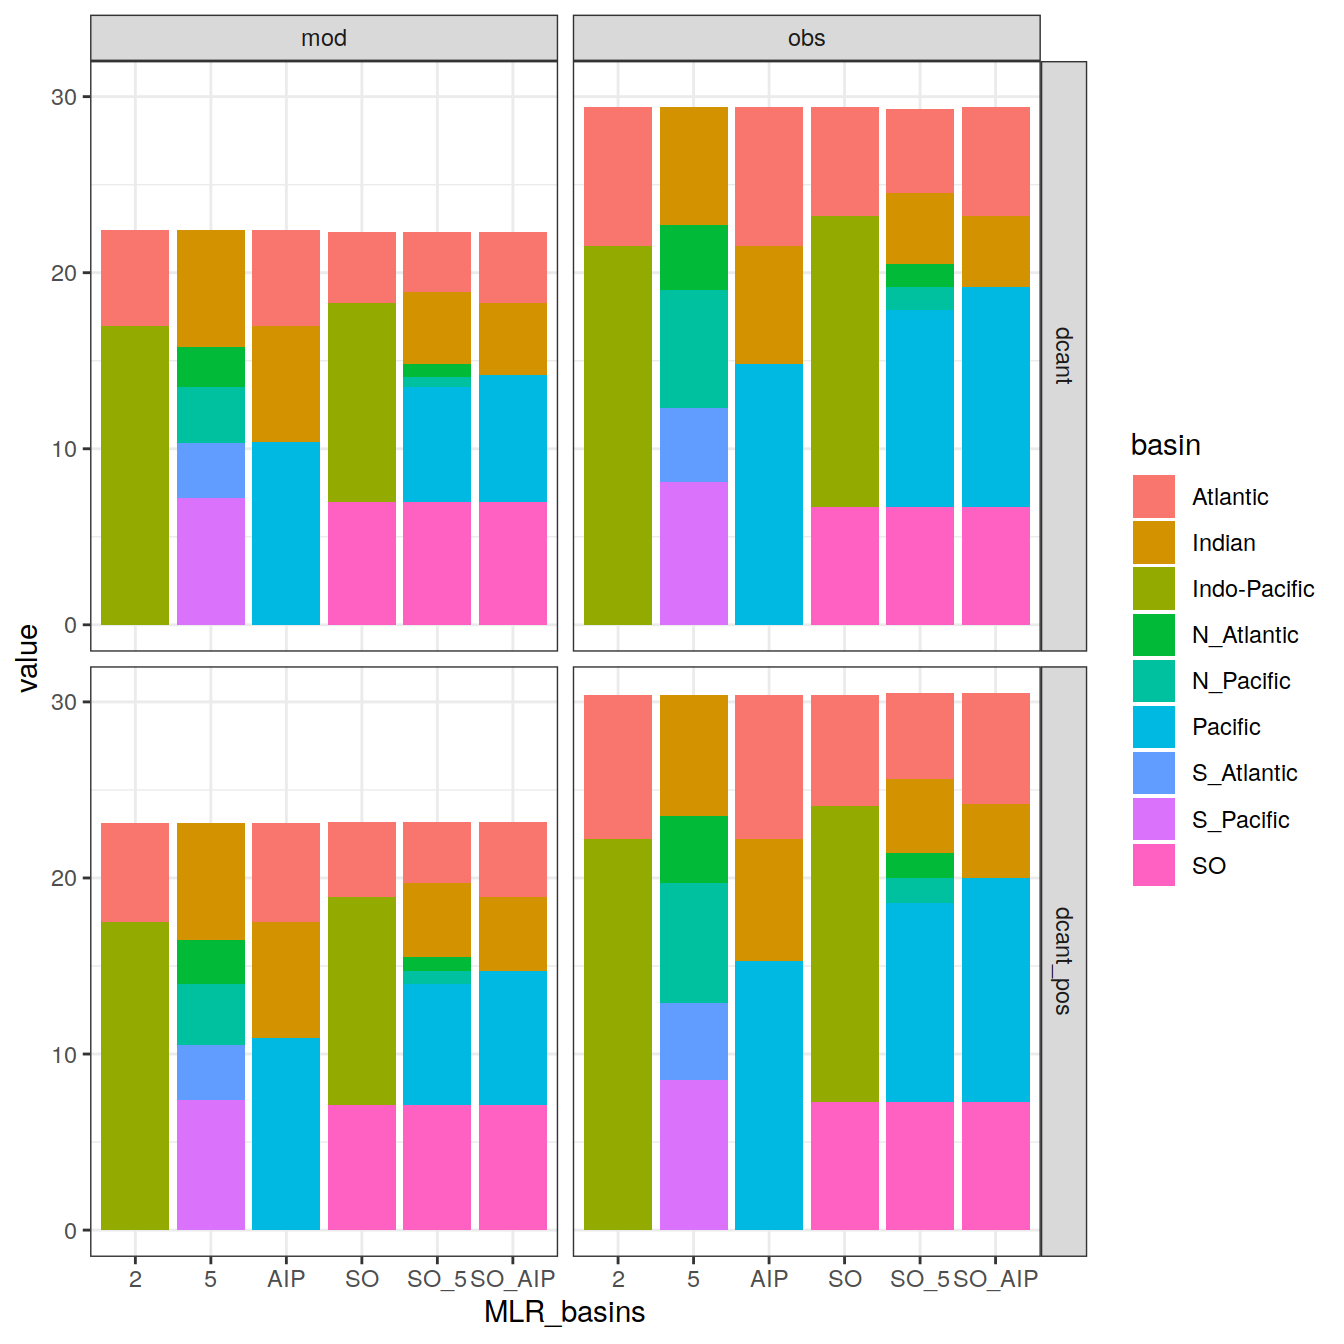 mod
obs
30
20
10
0
dcant
30
20
10
0
dcant_pos
value
2
5
AIP
SO
SO_5
SO_AIP
2
5
AIP
SO
SO_5
SO_AIP
MLR_basins
basin
Atlantic
Indian
Indo-Pacific
N_Atlantic
N_Pacific
Pacific
S_Atlantic
S_Pacific
SO